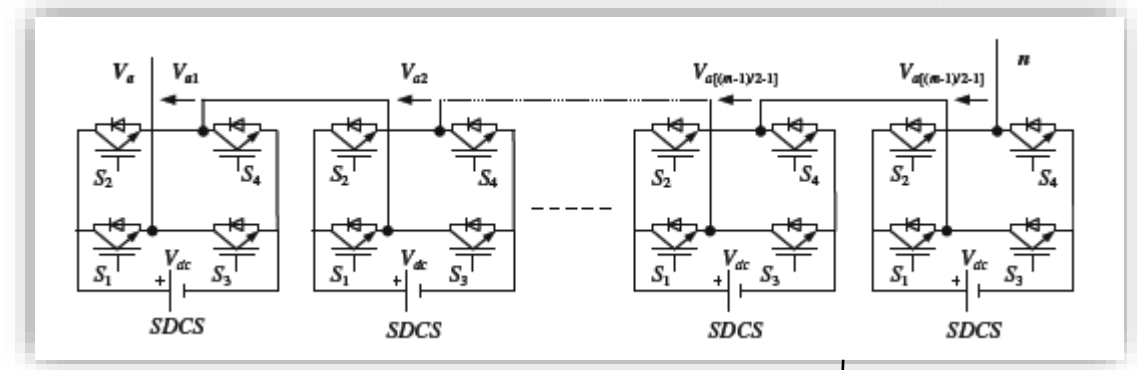 Va Va1 Va2 Va[(m-1)/2-1] Va[(m-1)/2-1] n
S2 S4 S2 S4 S2 S4 S2 S4
Vdc Vdc Vdc Vdc
S1 + S3 S1 + S3 S1 + S3 S1 + S3
SDCS SDCS SDCS SDCS